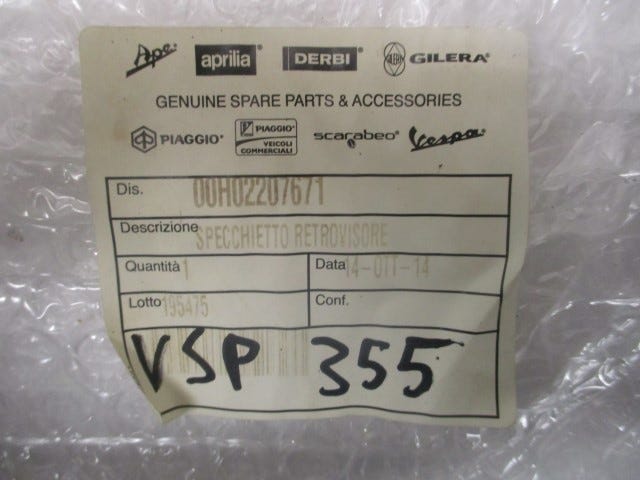 Ape® aprilia® DERBI® GILERA®
GENUINE SPARE PARTS & ACCESSORIES
PIAGGIO® PIAGGIO® VEICOLI COMMERCIALI scarabeo® Vespa®
Dis. 00H02207671
Descrizione SPECCHIETTO RETROVISORE
Quantità 1 Data 14-OTT-14
Lotto 195475 Conf.
VSP 355